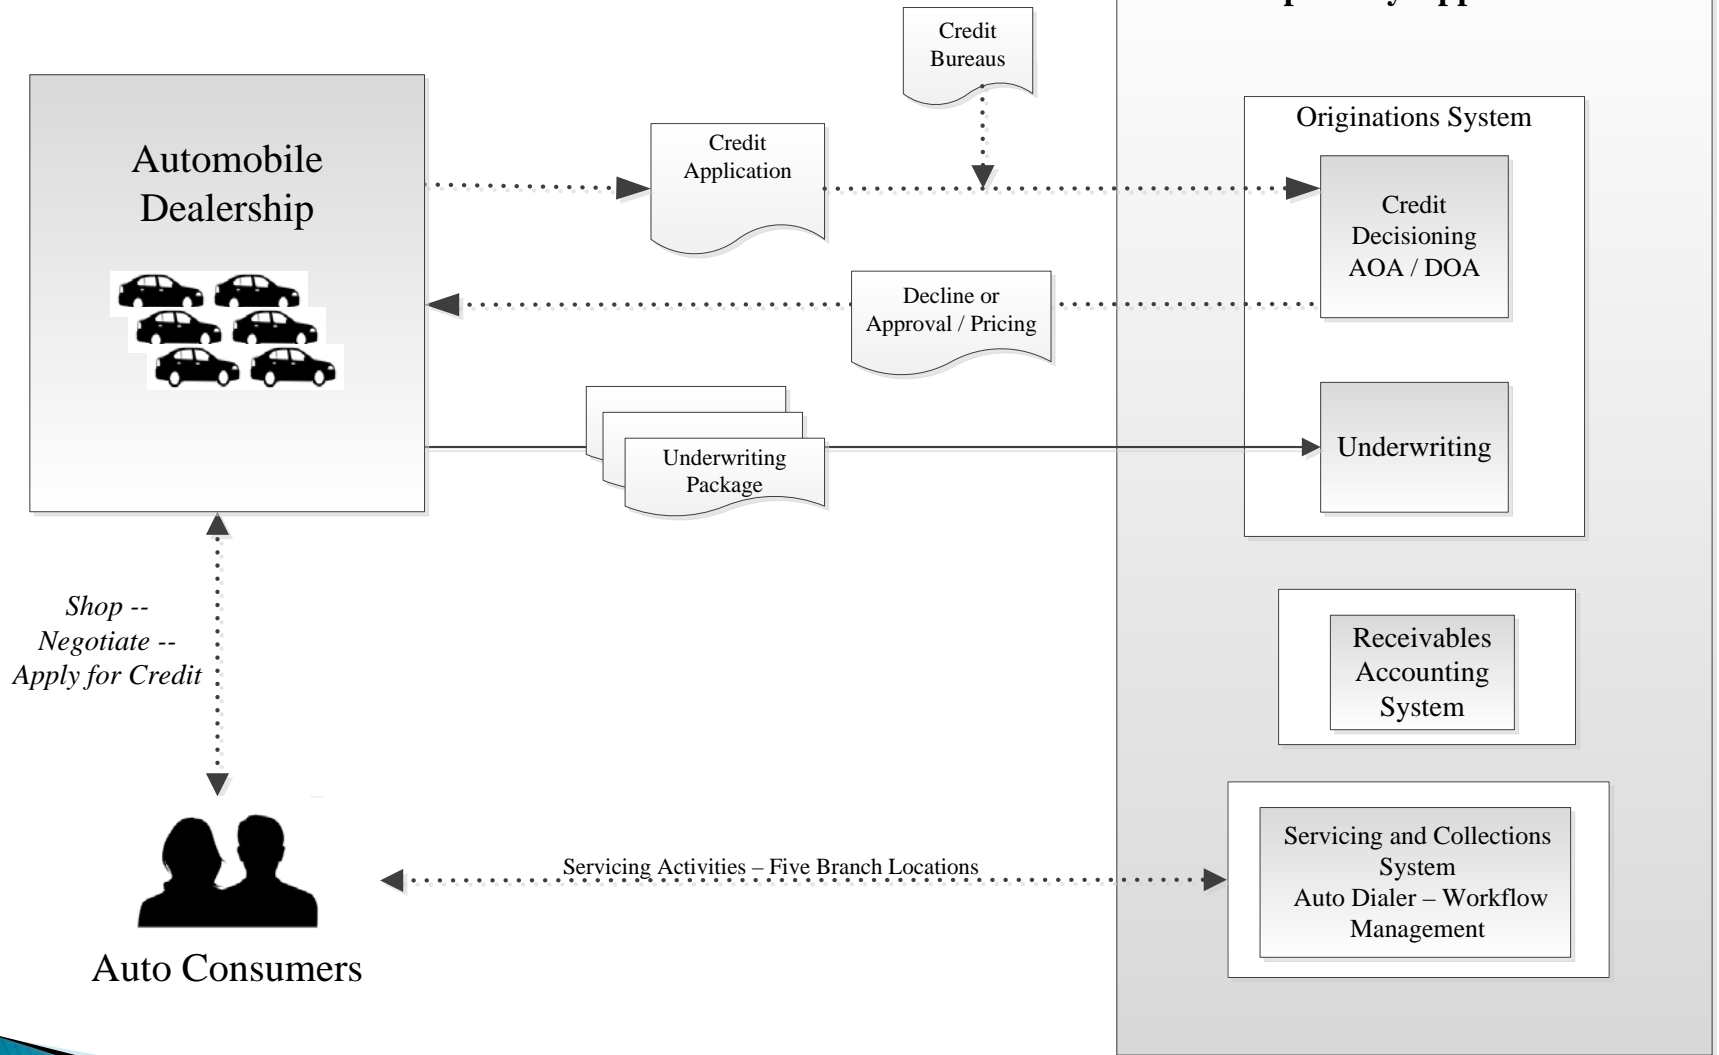 Credit
Bureaus
Originations System
Automobile
Dealership
Credit
Application
Credit
Decisioning
AOA / DOA
Decline or
Approval / Pricing
Underwriting
Package
Underwriting
Shop --
Negotiate --
Apply for Credit
Receivables
Accounting
System
Servicing Activities – Five Branch Locations
Servicing and Collections
System
Auto Dialer – Workflow
Management
Auto Consumers